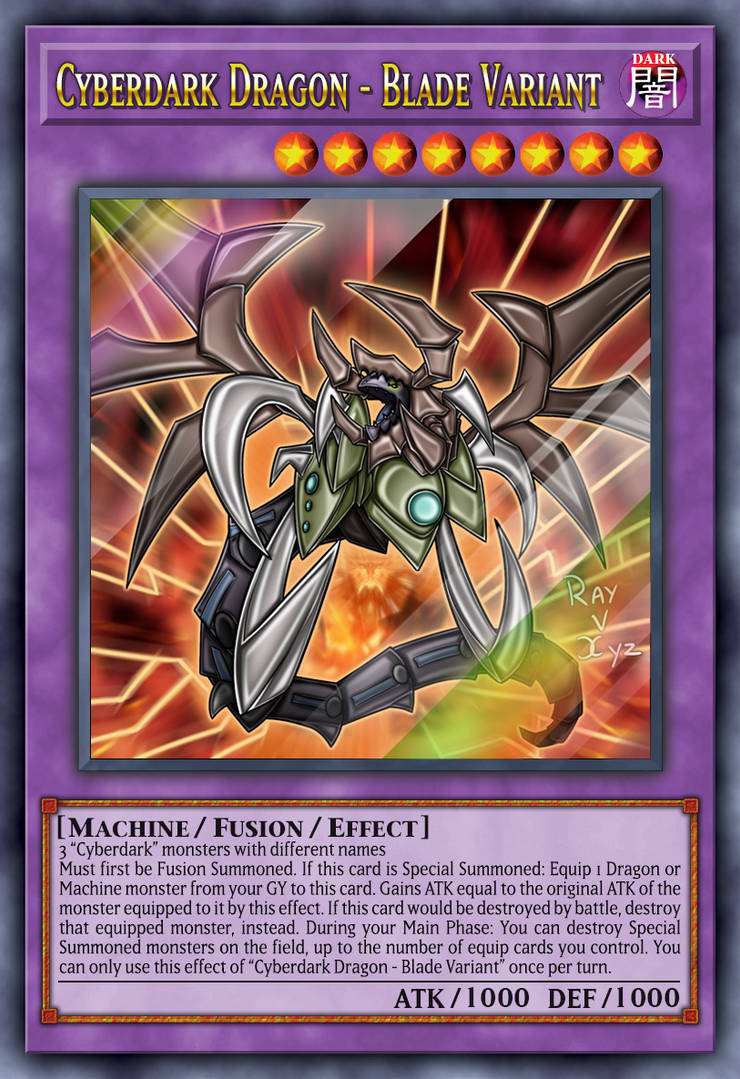 CYBERDARK DRAGON - BLADE VARIANT
DARK
闇
RAY
V
Xyz
[MACHINE / FUSION / EFFECT]
3 “Cyberdark” monsters with different names
Must first be Fusion Summoned. If this card is Special Summoned: Equip 1 Dragon or
Machine monster from your GY to this card. Gains ATK equal to the original ATK of the
monster equipped to it by this effect. If this card would be destroyed by battle, destroy
that equipped monster, instead. During your Main Phase: You can destroy Special
Summoned monsters on the field, up to the number of equip cards you control. You
can only use this effect of “Cyberdark Dragon - Blade Variant” once per turn.
ATK/1000 DEF/1000